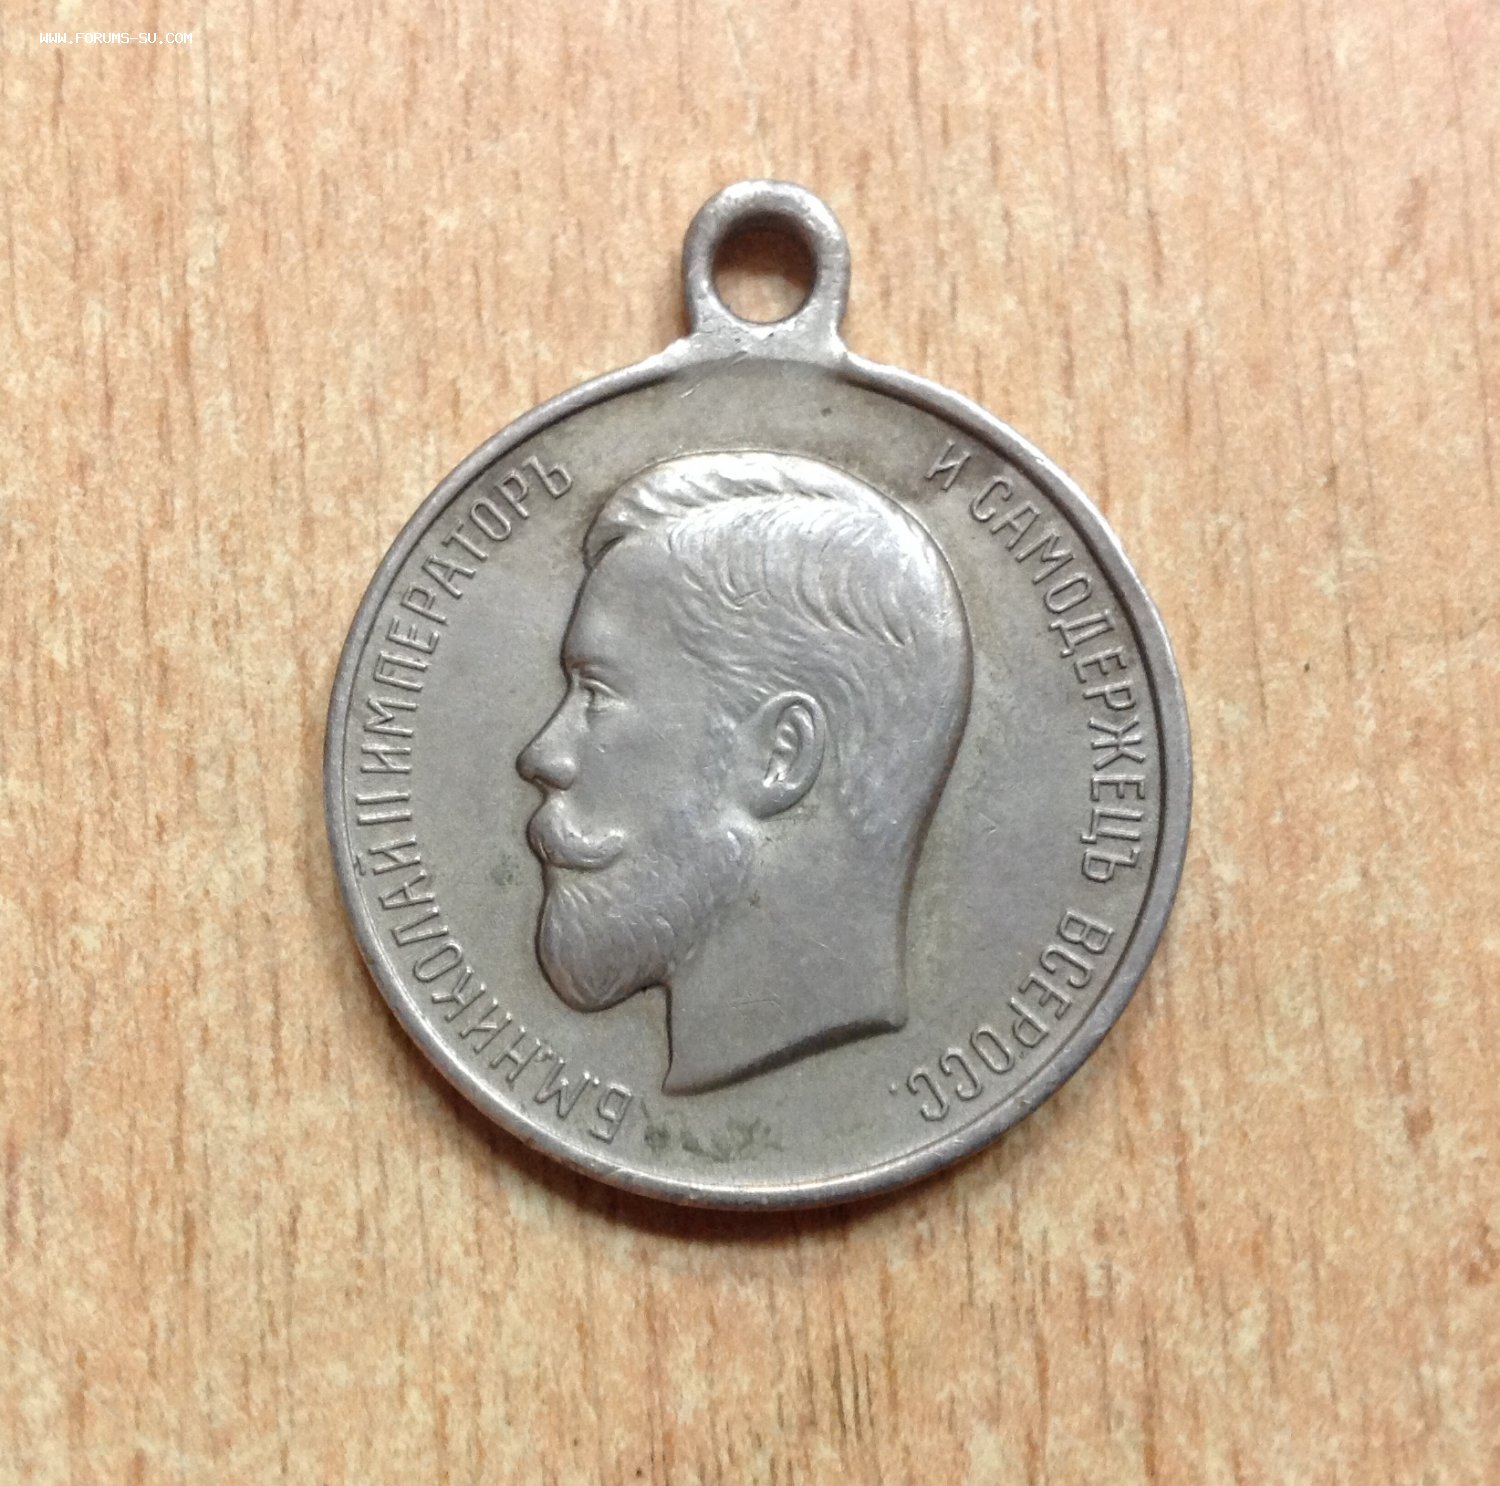 WWW.FORUMS-SU.COM
Б.М.НИКОЛАЙ II ИМПЕРАТОРЪ
И САМОДЕРЖЕЦЪ ВСЕРОСС.